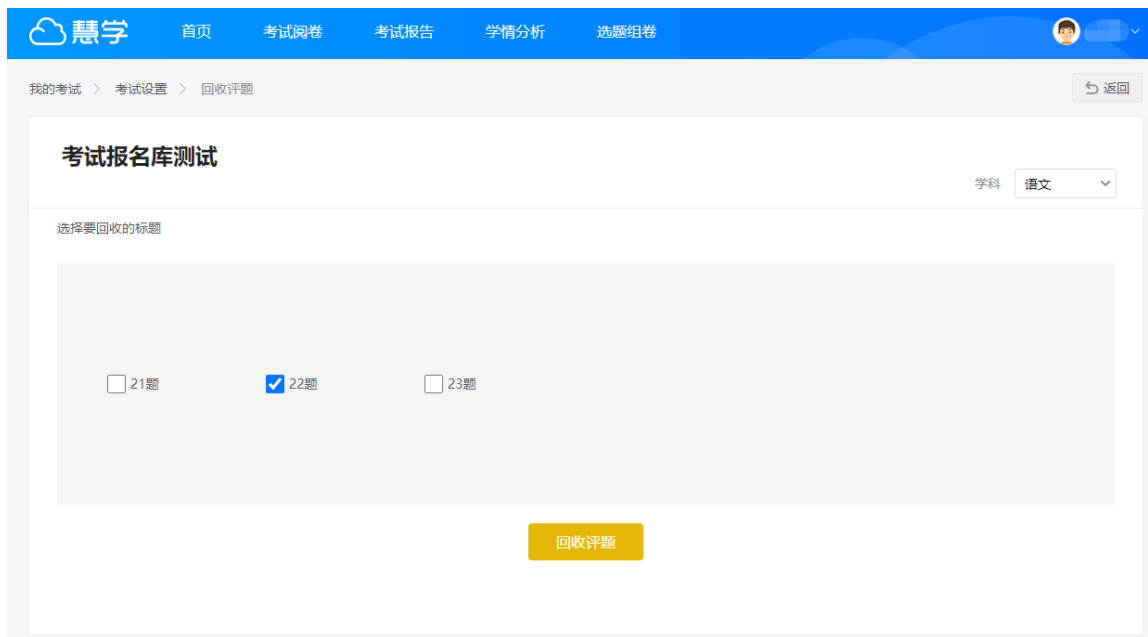 慧学 首页 考试阅卷 考试报告 学情分析 选题组卷
我的考试 > 考试设置 > 回收评题 返回
考试报名库测试
学科 语文
选择要回收的标题
21题 22题 23题
回收评题